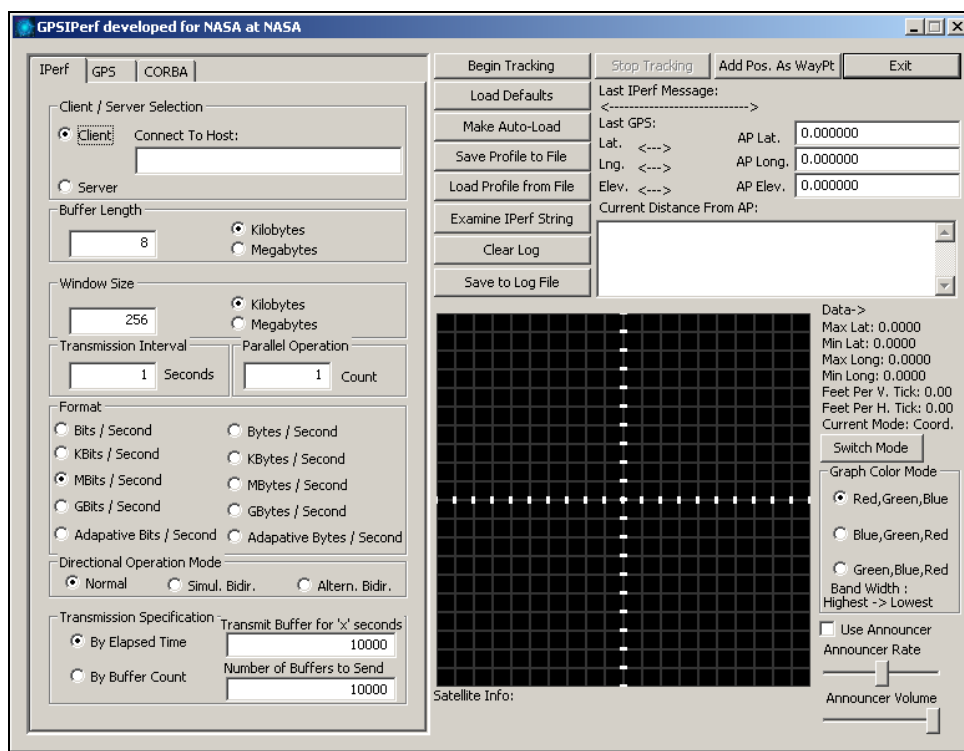 GPSIPerf developed for NASA at NASA
IPerf GPS CORBA
Client / Server Selection
Client Connect To Host:
Server
Buffer Length
8
Kilobytes
Megabytes
Window Size
256
Kilobytes
Megabytes
Transmission Interval
1 Seconds
Parallel Operation
1 Count
Format
Bits / Second
Bytes / Second
KBits / Second
KBytes / Second
MBits / Second
MBytes / Second
GBits / Second
GBytes / Second
Adapative Bits / Second
Adapative Bytes / Second
Directional Operation Mode
Normal Simul. Bidir. Altern. Bidir.
Transmission Specification
By Elapsed Time
Transmit Buffer for 'x' seconds
10000
By Buffer Count
Number of Buffers to Send
10000
Begin Tracking
Load Defaults
Make Auto-Load
Save Profile to File
Load Profile from File
Examine IPerf String
Clear Log
Save to Log File
Stop Tracking
Add Pos. As WayPt
Exit
Last IPerf Message:
<---------------------------->
Last GPS:
Lat. <--->
Lng. <--->
Elev. <--->
AP Lat. 0.000000
AP Long. 0.000000
AP Elev. 0.000000
Current Distance From AP:
Data->
Max Lat: 0.0000
Min Lat: 0.0000
Max Long: 0.0000
Min Long: 0.0000
Feet Per V. Tick: 0.00
Feet Per H. Tick: 0.00
Current Mode: Coord.
Switch Mode
Graph Color Mode
Red,Green,Blue
Blue,Green,Red
Green,Blue,Red
Band Width :
Highest -> Lowest
Use Announcer
Announcer Rate
Announcer Volume
Satellite Info: